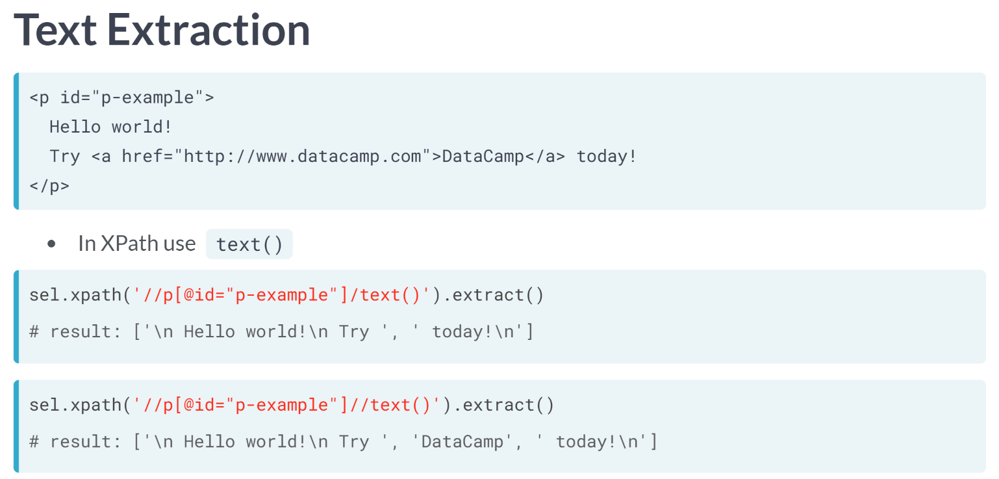 Text Extraction
<p id="p-example">
  Hello world!
  Try <a href="http://www.datacamp.com">DataCamp</a> today!
</p>
• In XPath use text()
sel.xpath('//p[@id="p-example"]/text()').extract()
# result: ['\n Hello world!\n Try ', ' today!\n']
sel.xpath('//p[@id="p-example"]//text()').extract()
# result: ['\n Hello world!\n Try ', 'DataCamp', ' today!\n']